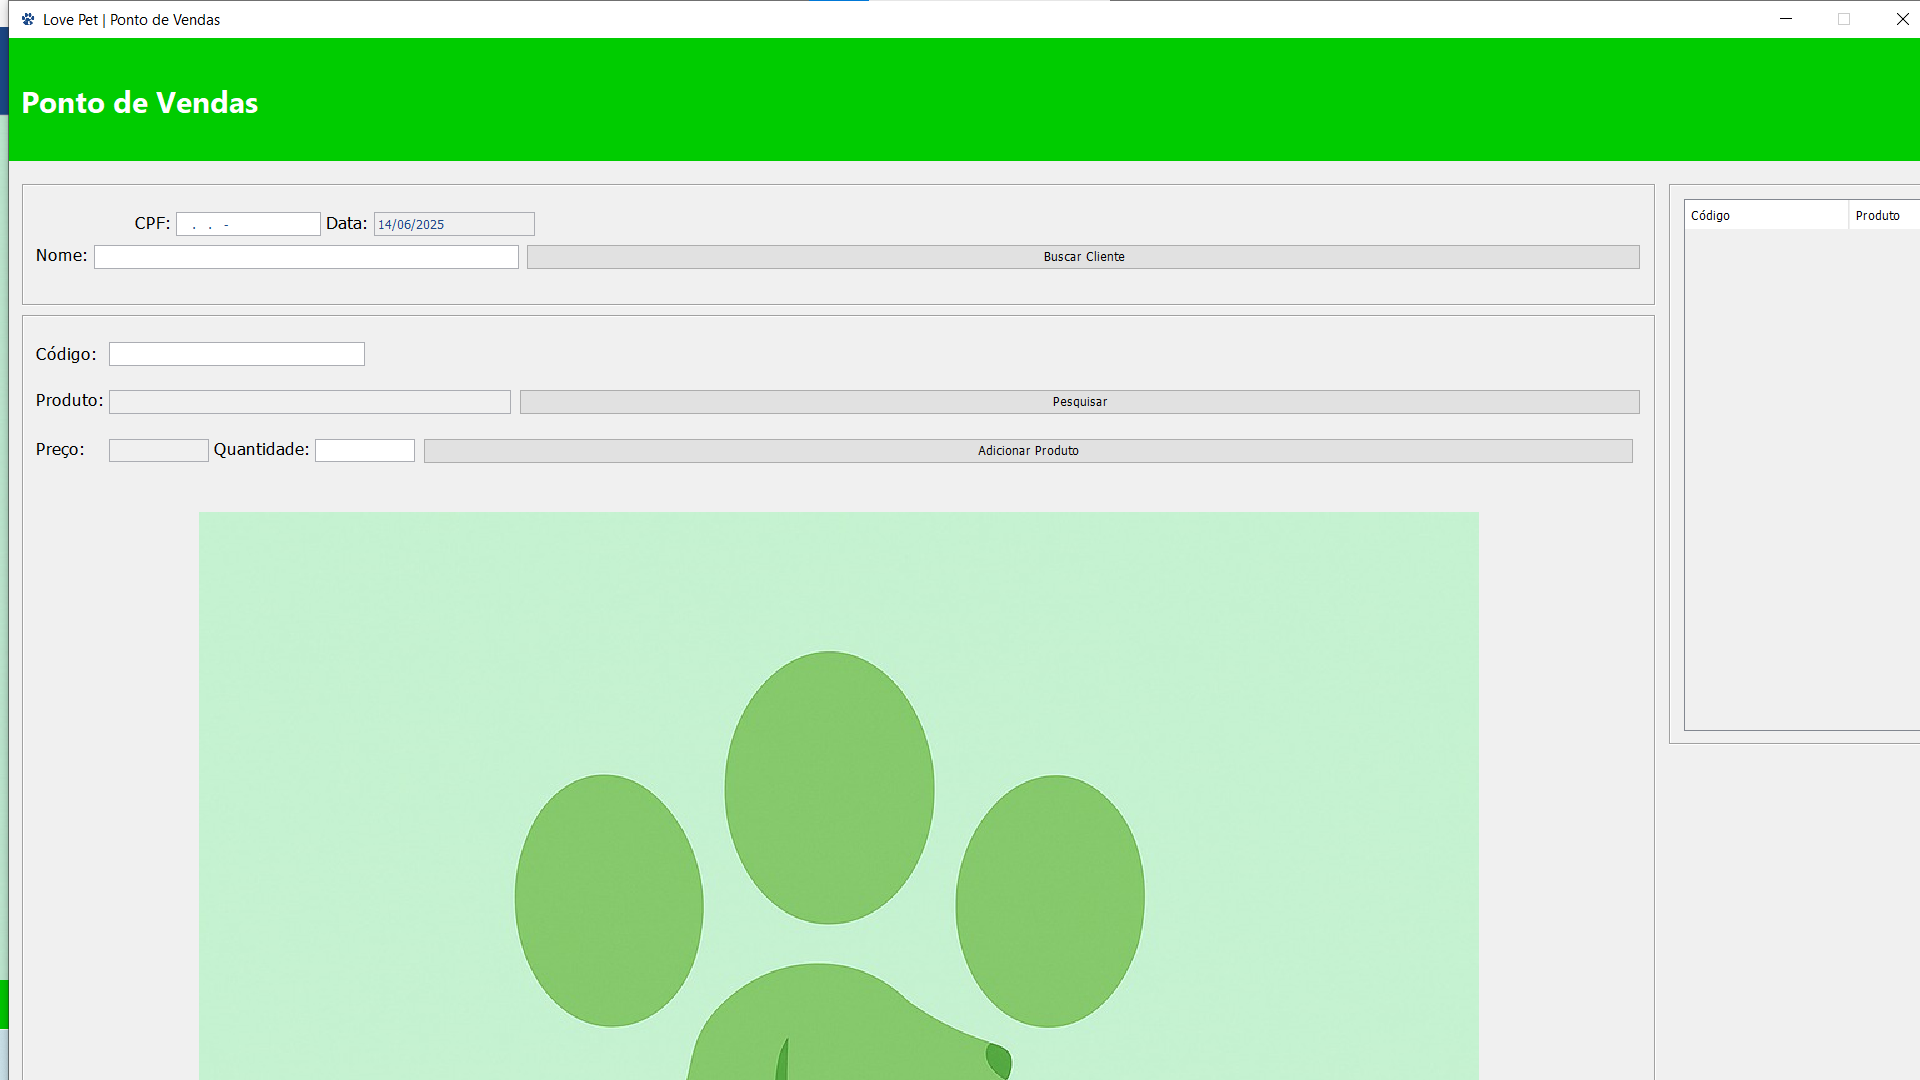 Love Pet | Ponto de Vendas
Ponto de Vendas
CPF: . . - Data: 14/06/2025
Nome: Buscar Cliente
Código:
Produto: Pesquisar
Preço: Quantidade: Adicionar Produto
Código Produto